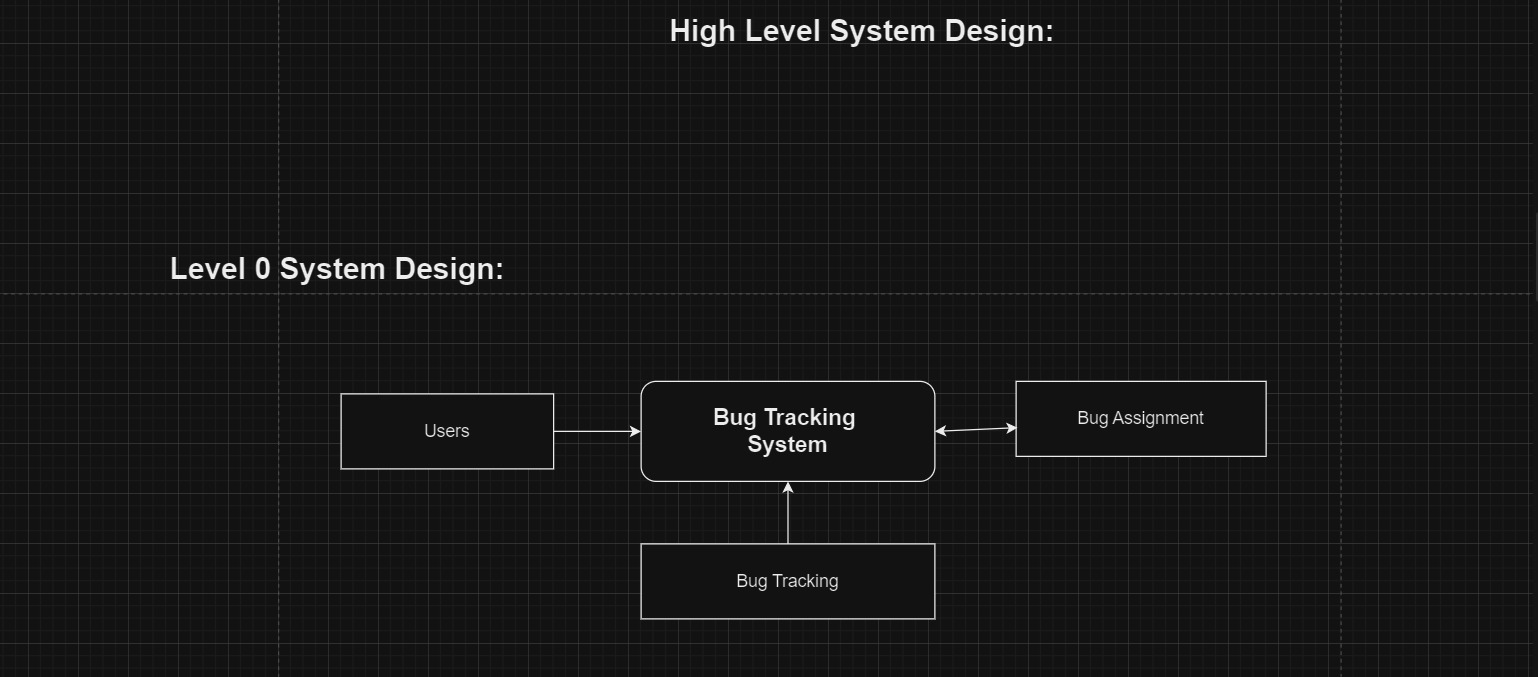 High Level System Design:
Level 0 System Design:
Users
Bug Tracking
System
Bug Assignment
Bug Tracking